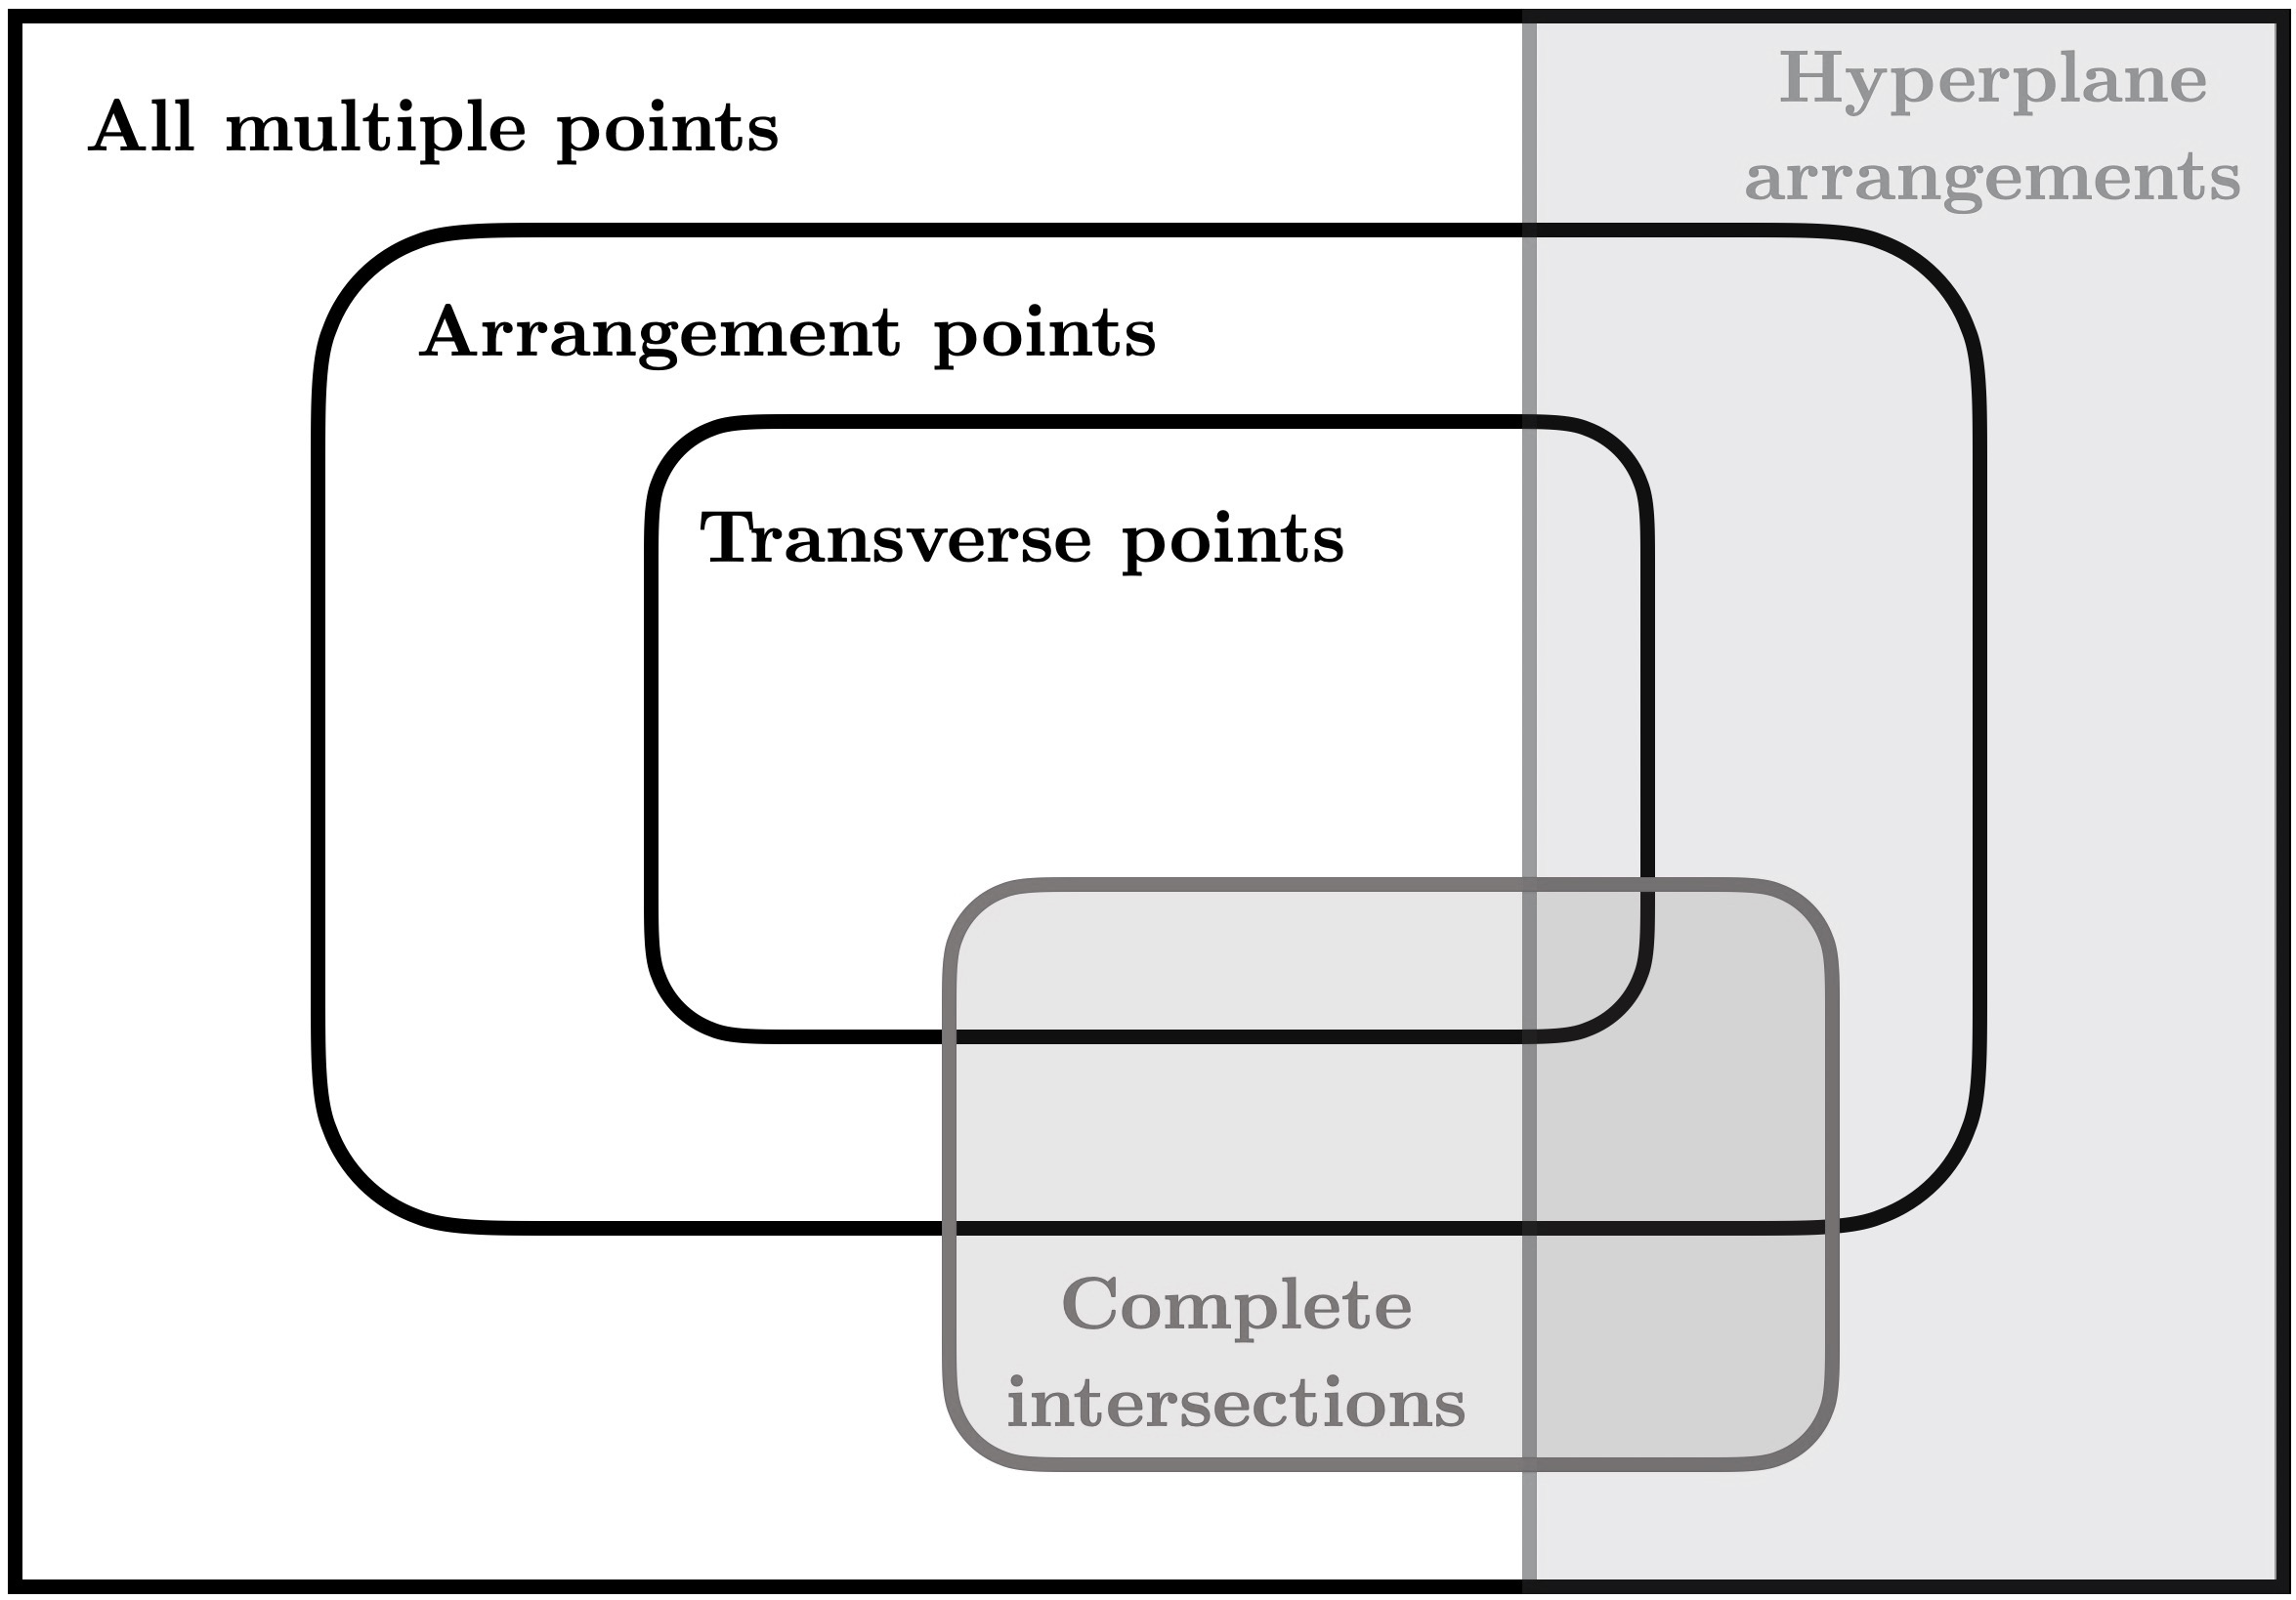 Hyperplane
arrangements
All multiple points
Arrangement points
Transverse points
Complete
intersections